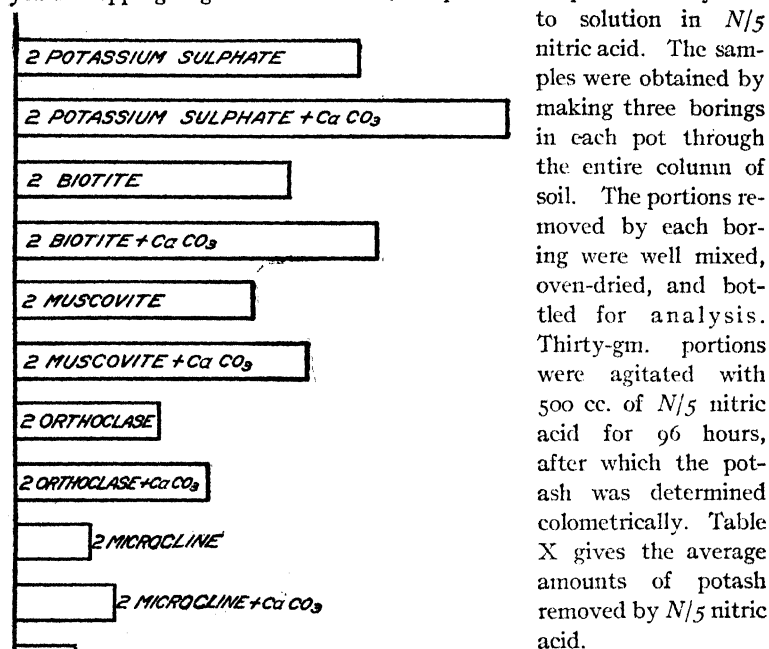 2 POTASSIUM SULPHATE
2 POTASSIUM SULPHATE + Ca CO₃
2 BIOTITE
2 BIOTITE + Ca CO₃
2 MUSCOVITE
2 MUSCOVITE + Ca CO₃
2 ORTHOCLASE
2 ORTHOCLASE + Ca CO₃
2 MICROCLINE
2 MICROCLINE + Ca CO₃
to solution in N/5
nitric acid. The sam-
ples were obtained by
making three borings
in each pot through
the entire column of
soil. The portions re-
moved by each bor-
ing were well mixed,
oven-dried, and bot-
tled for analysis.
Thirty-gm. portions
were agitated with
500 cc. of N/5 nitric
acid for 96 hours,
after which the pot-
ash was determined
colometrically. Table
X gives the average
amounts of potash
removed by N/5 nitric
acid.